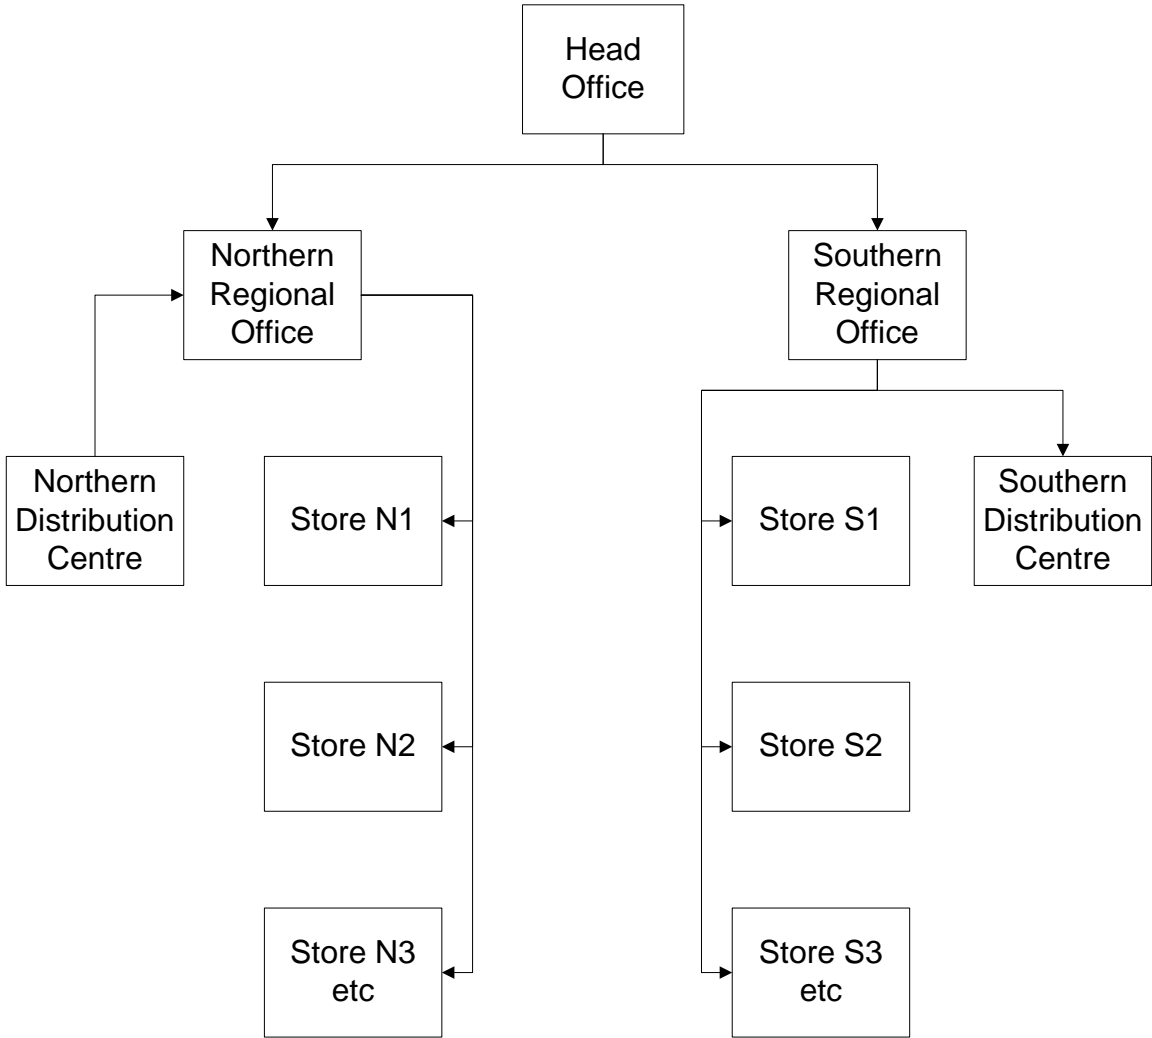 Head
Office
Northern
Regional
Office
Southern
Regional
Office
Northern
Distribution
Centre
Store N1
Store S1
Southern
Distribution
Centre
Store N2
Store S2
Store N3
etc
Store S3
etc